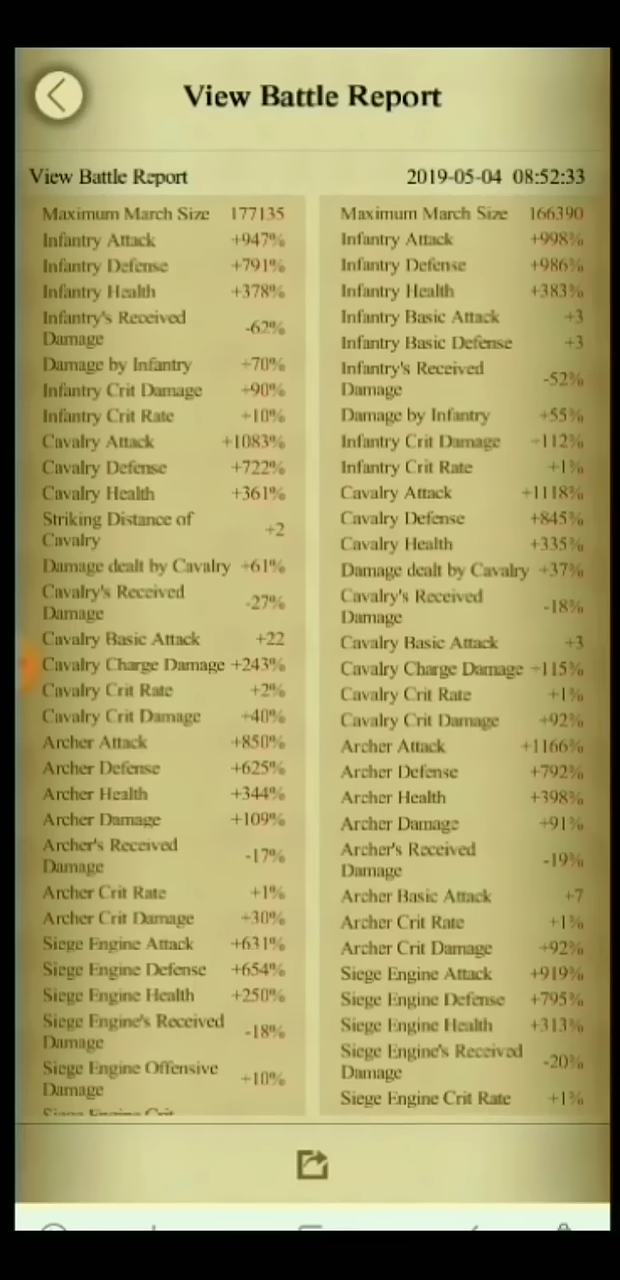 View Battle Report
View Battle Report 2019-05-04 08:52:33
Maximum March Size 177135
Infantry Attack +947%
Infantry Defense +791%
Infantry Health +378%
Infantry's Received
Damage -62%
Damage by Infantry +70%
Infantry Crit Damage +90%
Infantry Crit Rate +10%
Cavalry Attack +1083%
Cavalry Defense +722%
Cavalry Health +361%
Striking Distance of
Cavalry +2
Damage dealt by Cavalry +61%
Cavalry's Received
Damage -27%
Cavalry Basic Attack +22
Cavalry Charge Damage +243%
Cavalry Crit Rate +2%
Cavalry Crit Damage +40%
Archer Attack +850%
Archer Defense +625%
Archer Health +344%
Archer Damage +109%
Archer's Received
Damage -17%
Archer Crit Rate +1%
Archer Crit Damage +30%
Siege Engine Attack +631%
Siege Engine Defense +654%
Siege Engine Health +250%
Siege Engine's Received
Damage -18%
Siege Engine Offensive
Damage +10%
Siege Engine Crit
Maximum March Size 166390
Infantry Attack +998%
Infantry Defense +986%
Infantry Health +383%
Infantry Basic Attack +3
Infantry Basic Defense +3
Infantry's Received
Damage -52%
Damage by Infantry +55%
Infantry Crit Damage +112%
Infantry Crit Rate +1%
Cavalry Attack +1118%
Cavalry Defense +845%
Cavalry Health +335%
Damage dealt by Cavalry +37%
Cavalry's Received
Damage -18%
Cavalry Basic Attack +3
Cavalry Charge Damage +115%
Cavalry Crit Rate +1%
Cavalry Crit Damage +92%
Archer Attack +1166%
Archer Defense +792%
Archer Health +398%
Archer Damage +91%
Archer's Received
Damage -19%
Archer Basic Attack +7
Archer Crit Rate +1%
Archer Crit Damage +92%
Siege Engine Attack +919%
Siege Engine Defense +795%
Siege Engine Health +313%
Siege Engine's Received
Damage -20%
Siege Engine Crit Rate +1%